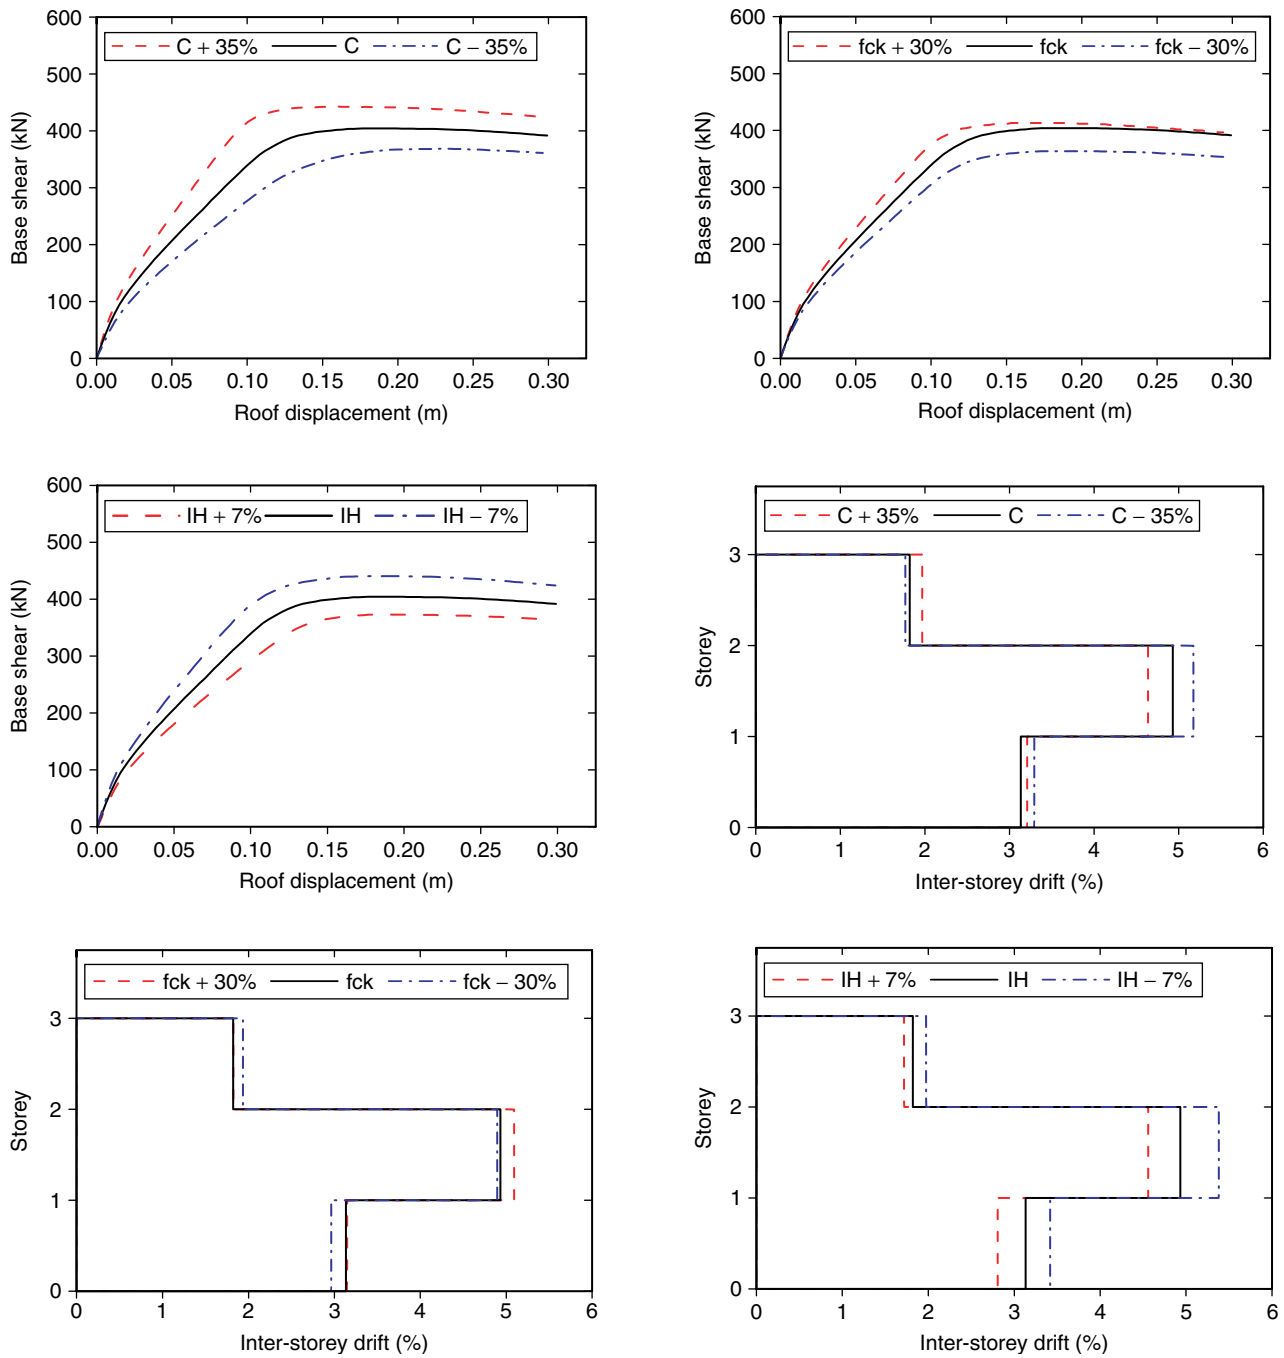 600
500
400
300
200
100
0
Base shear (kN)
C + 35% C C – 35%
0.00 0.05 0.10 0.15 0.20 0.25 0.30
Roof displacement (m)
600
500
400
300
200
100
0
Base shear (kN)
fck + 30% fck fck – 30%
0.00 0.05 0.10 0.15 0.20 0.25 0.30
Roof displacement (m)
600
500
400
300
200
100
0
Base shear (kN)
IH + 7% IH IH – 7%
0.00 0.05 0.10 0.15 0.20 0.25 0.30
Roof displacement (m)
3
2
1
0
Storey
C + 35% C C – 35%
0 1 2 3 4 5 6
Inter-storey drift (%)
3
2
1
0
Storey
fck + 30% fck fck – 30%
0 1 2 3 4 5 6
Inter-storey drift (%)
3
2
1
0
Storey
IH + 7% IH IH – 7%
0 1 2 3 4 5 6
Inter-storey drift (%)